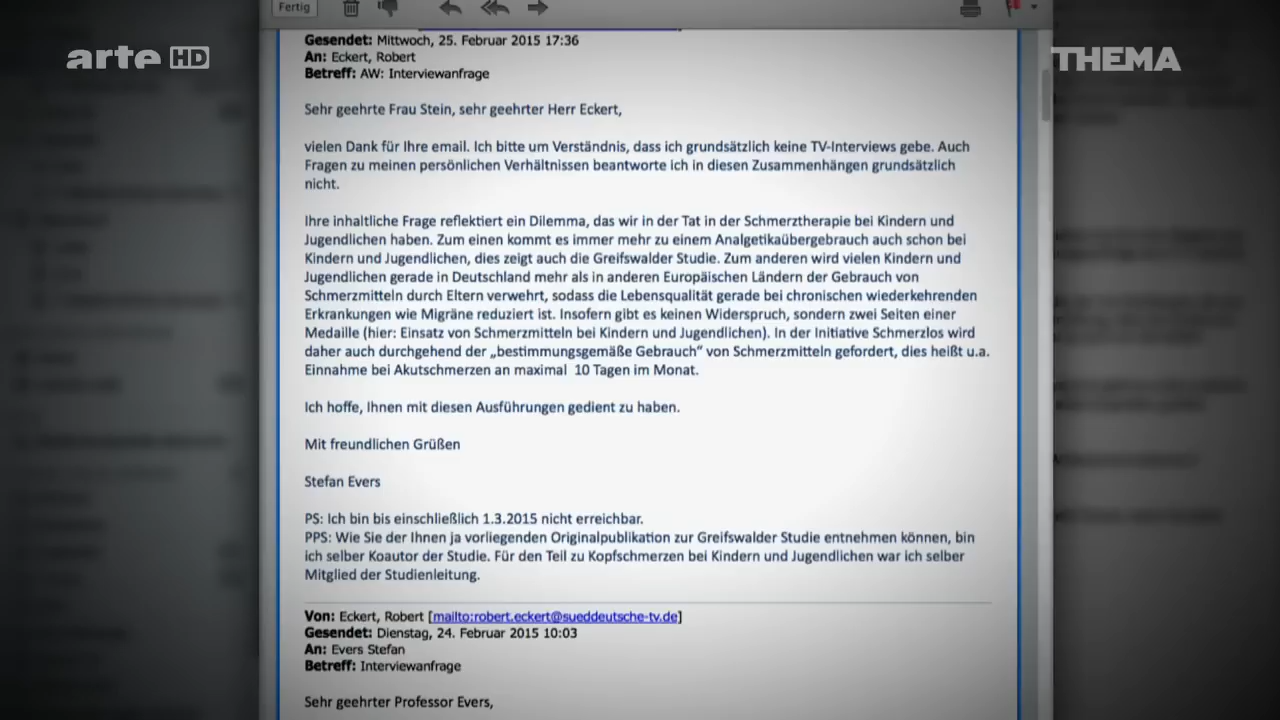 Fertig
arte HD
THEMA
Gesendet: Mittwoch, 25. Februar 2015 17:36
An: Eckert, Robert
Betreff: AW: Interviewanfrage
Sehr geehrte Frau Stein, sehr geehrter Herr Eckert,
vielen Dank für Ihre email. Ich bitte um Verständnis, dass ich grundsätzlich keine TV-Interviews gebe. Auch
Fragen zu meinen persönlichen Verhältnissen beantworte ich in diesen Zusammenhängen grundsätzlich
nicht.
Ihre inhaltliche Frage reflektiert ein Dilemma, das wir in der Tat in der Schmerztherapie bei Kindern und
Jugendlichen haben. Zum einen kommt es immer mehr zu einem Analgetikaübergebrauch auch schon bei
Kindern und Jugendlichen, dies zeigt auch die Greifswalder Studie. Zum anderen wird vielen Kindern und
Jugendlichen gerade in Deutschland mehr als in anderen Europäischen Ländern der Gebrauch von
Schmerzmitteln durch Eltern verwehrt, sodass die Lebensqualität gerade bei chronischen wiederkehrenden
Erkrankungen wie Migräne reduziert ist. Insofern gibt es keinen Widerspruch, sondern zwei Seiten einer
Medaille (hier: Einsatz von Schmerzmitteln bei Kindern und Jugendlichen). In der Initiative Schmerzlos wird
daher auch durchgehend der „bestimmungsgemäße Gebrauch“ von Schmerzmitteln gefordert, dies heißt u.a.
Einnahme bei Akutschmerzen an maximal 10 Tagen im Monat.
Ich hoffe, Ihnen mit diesen Ausführungen gedient zu haben.
Mit freundlichen Grüßen
Stefan Evers
PS: Ich bin bis einschließlich 1.3.2015 nicht erreichbar.
PPS: Wie Sie der Ihnen ja vorliegenden Originalpublikation zur Greifswalder Studie entnehmen können, bin
ich selber Koautor der Studie. Für den Teil zu Kopfschmerzen bei Kindern und Jugendlichen war ich selber
Mitglied der Studienleitung.
Von: Eckert, Robert [mailto:robert.eckert@sueddeutsche-tv.de]
Gesendet: Dienstag, 24. Februar 2015 10:03
An: Evers Stefan
Betreff: Interviewanfrage
Sehr geehrter Professor Evers,